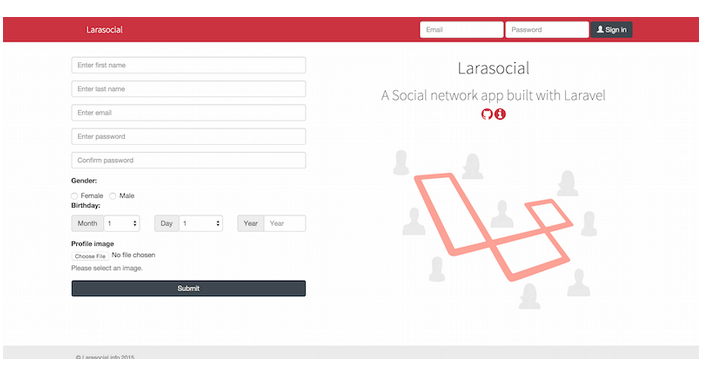 Larasocial
Email
Password
Sign in
Enter first name
Enter last name
Enter email
Enter password
Confirm password
Gender:
Female Male
Birthday:
Month 1 Day 1 Year Year
Profile image
Choose File No file chosen
Please select an image.
Submit
Larasocial
A Social network app built with Laravel
© Larasocial.info 2015